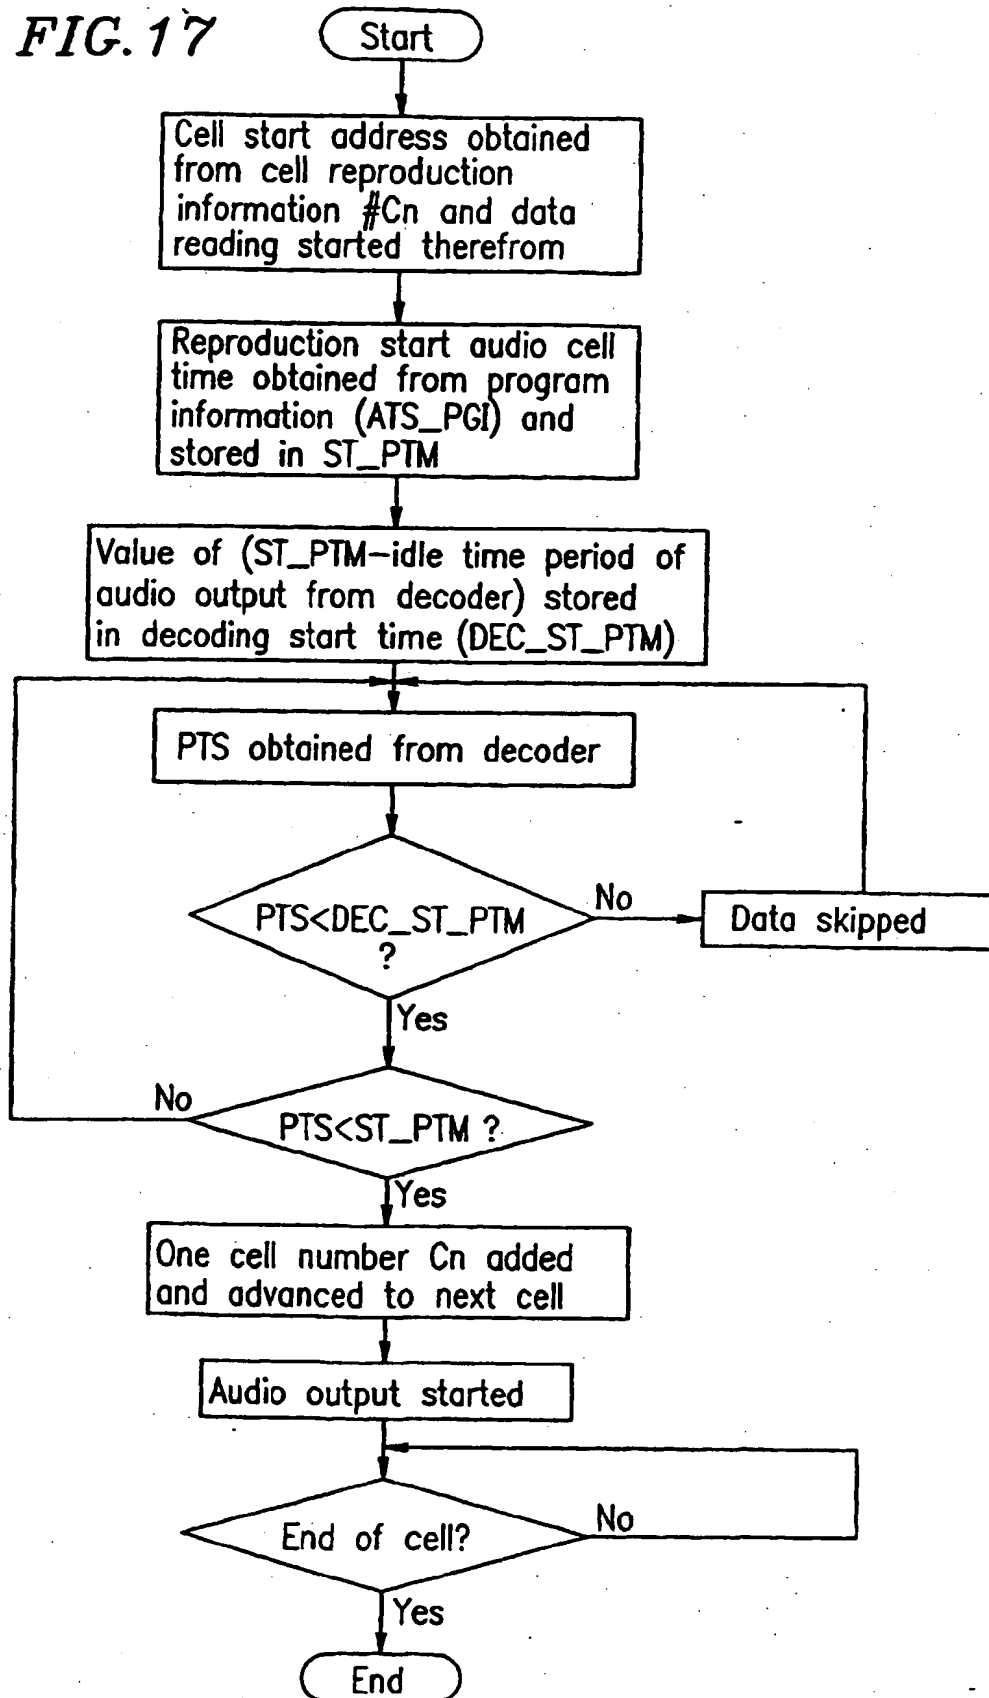 FIG. 17
Start
Cell start address obtained
from cell reproduction
information #Cn and data
reading started therefrom
Reproduction start audio cell
time obtained from program
information (ATS_PGI) and
stored in ST_PTM
Value of (ST_PTM-idle time period of
audio output from decoder) stored
in decoding start time (DEC_ST_PTM)
PTS obtained from decoder
PTS<DEC_ST_PTM
?
No
Data skipped
Yes
No
PTS<ST_PTM ?
Yes
One cell number Cn added
and advanced to next cell
Audio output started
End of cell?
No
Yes
End